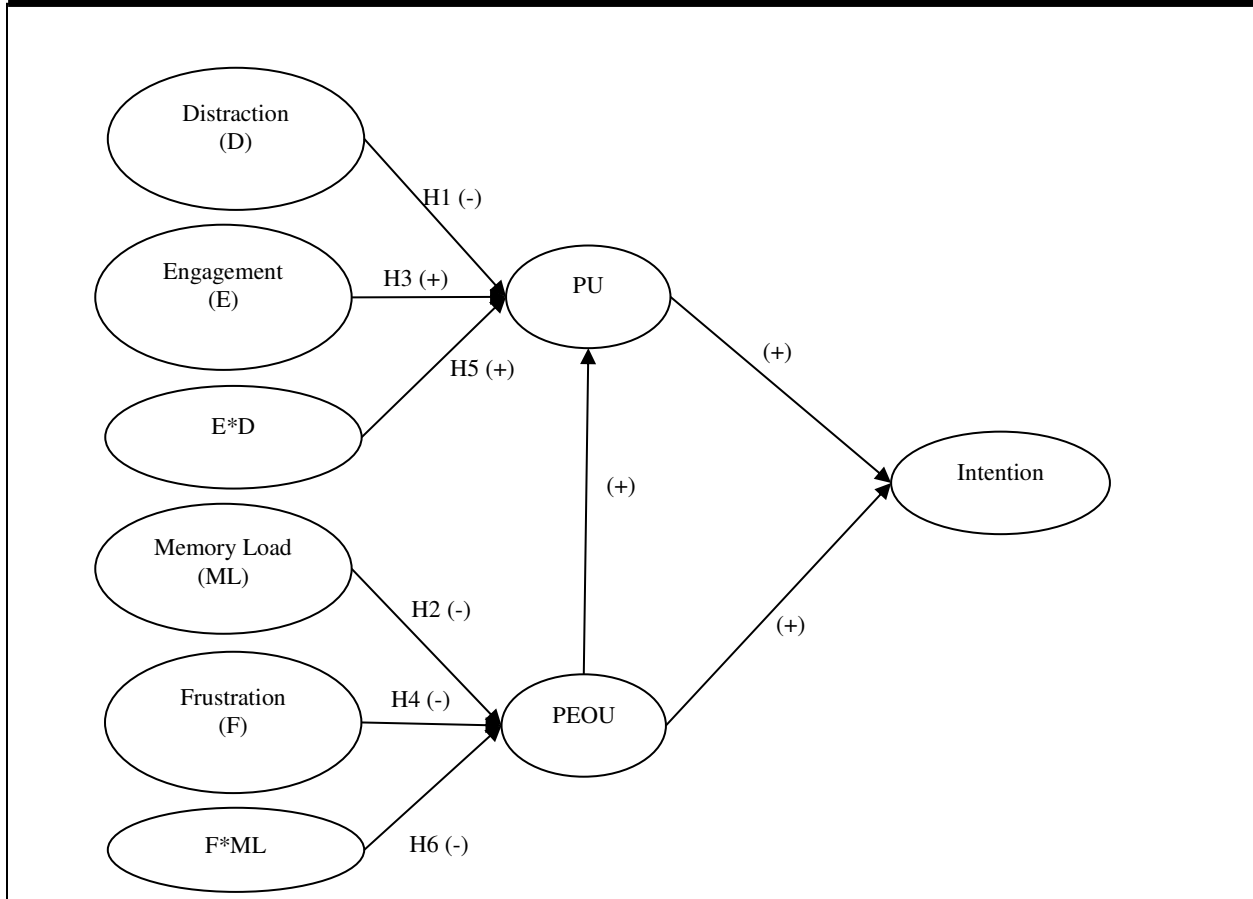 Distraction
(D)
H1 (-)
Engagement
(E)
H3 (+)
PU
H5 (+)
(+)
E*D
Intention
(+)
Memory Load
(ML)
H2 (-)
(+)
Frustration
(F)
H4 (-)
PEOU
F*ML
H6 (-)